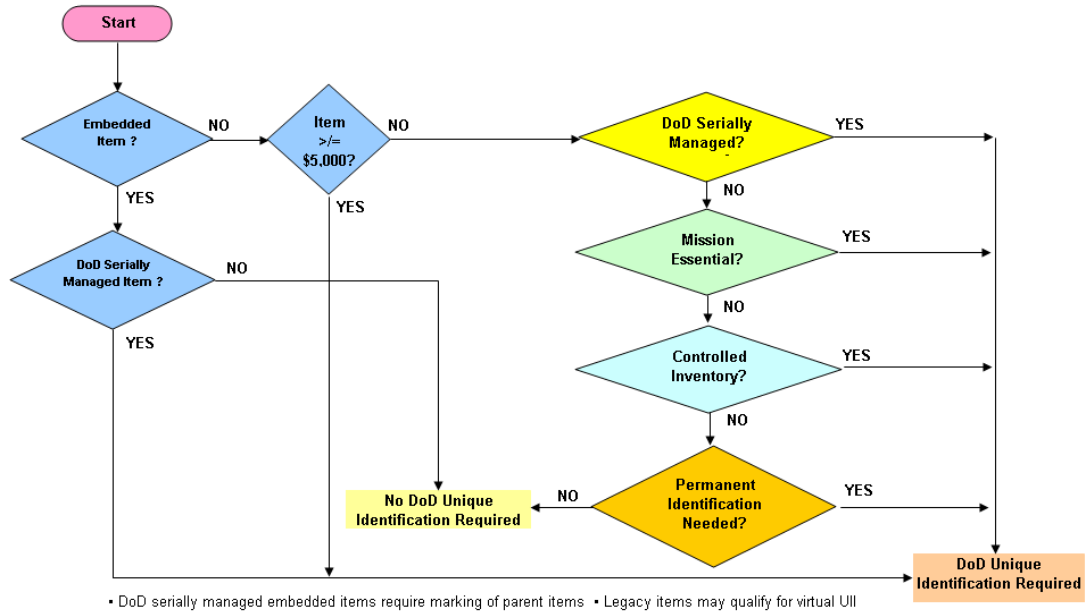 Start
Embedded
Item ?
NO
Item
>/=
$5,000?
NO
DoD Serially
Managed?
YES
YES
YES
NO
DoD Serially
Managed Item ?
NO
Mission
Essential?
YES
YES
NO
Controlled
Inventory?
YES
NO
Permanent
Identification
Needed?
NO
YES
No DoD Unique
Identification Required
DoD Unique
Identification Required
▪ DoD serially managed embedded items require marking of parent items ▪ Legacy items may qualify for virtual UII